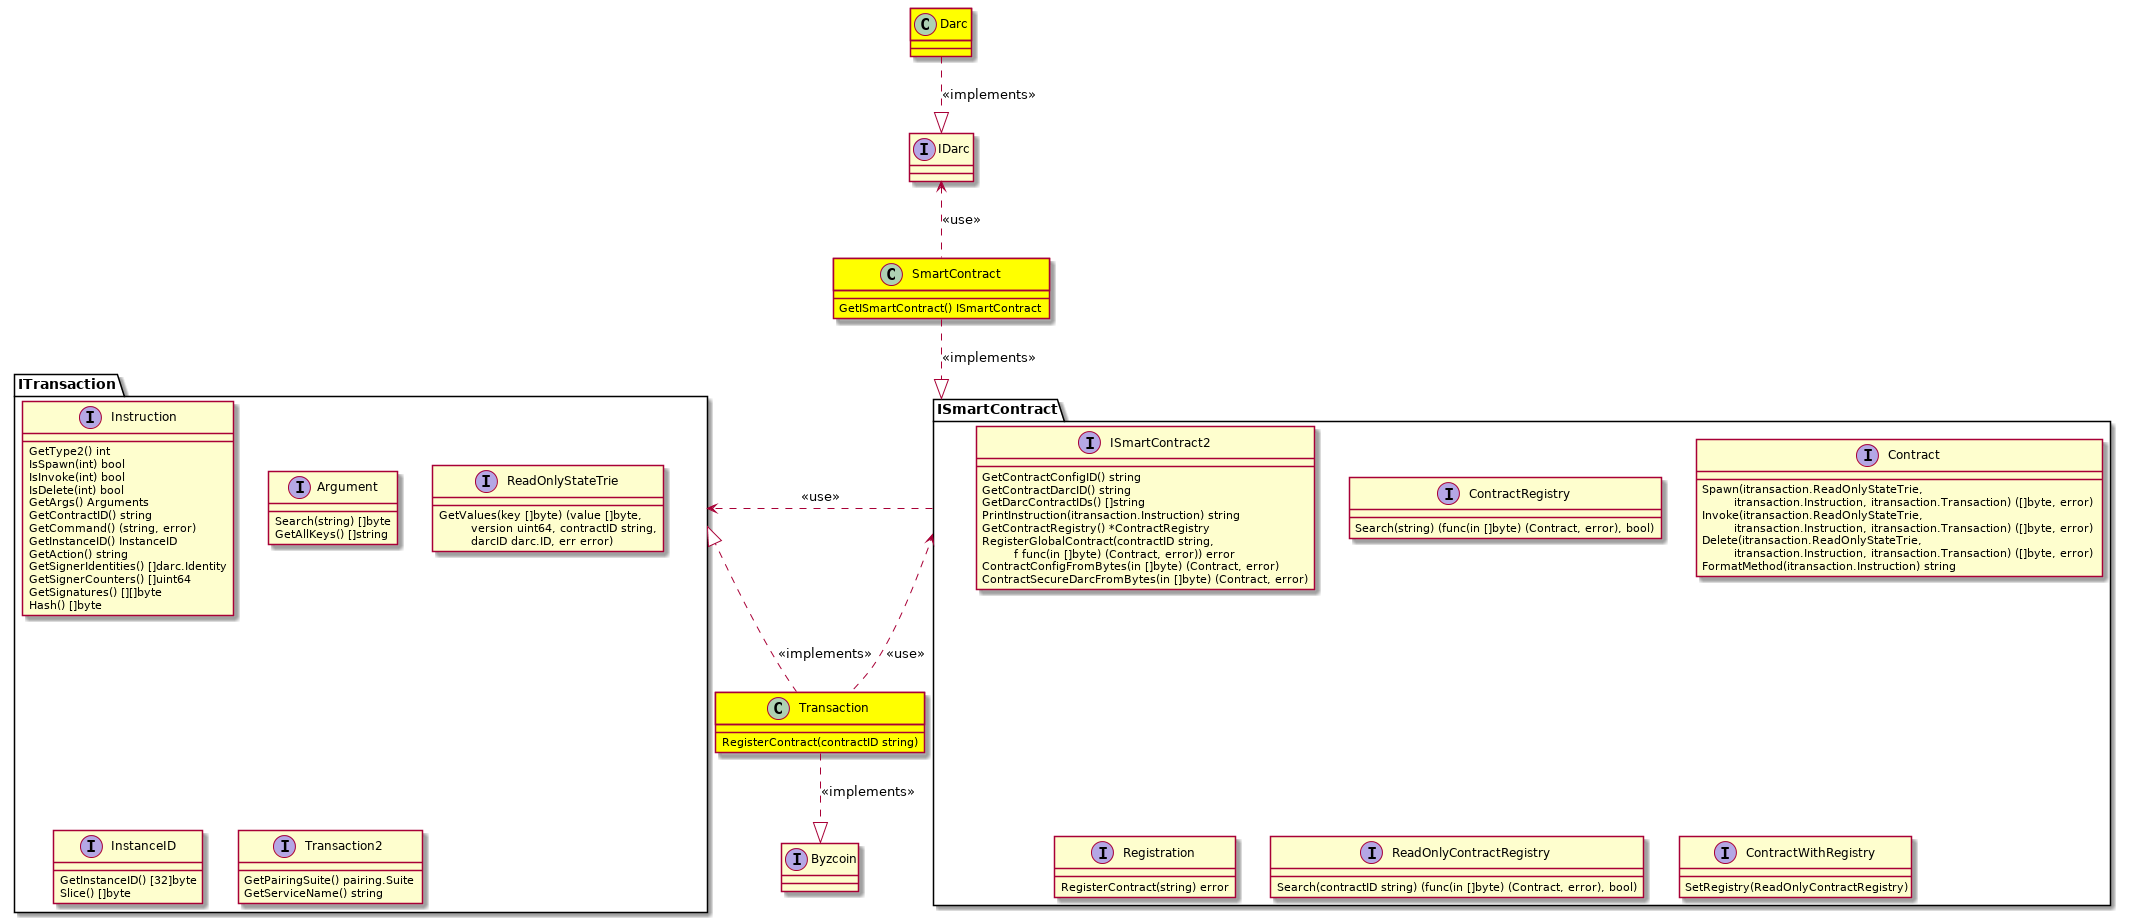 C Darc
«implements»
I IDarc
«use»
C SmartContract
GetISmartContract() ISmartContract
«implements»
ITransaction
I Instruction
GetType2() int
IsSpawn(int) bool
IsInvoke(int) bool
IsDelete(int) bool
GetArgs() Arguments
GetContractID() string
GetCommand() (string, error)
GetInstanceID() InstanceID
GetAction() string
GetSignerIdentities() []darc.Identity
GetSignerCounters() []uint64
GetSignatures() [][]byte
Hash() []byte
I Argument
Search(string) []byte
GetAllKeys() []string
I ReadOnlyStateTrie
GetValues(key []byte) (value []byte,
version uint64, contractID string,
darcID darc.ID, err error)
«use»
ISmartContract
I ISmartContract2
GetContractConfigID() string
GetContractDarcID() string
GetDarcContractIDs() []string
PrintInstruction(itransaction.Instruction) string
GetContractRegistry() *ContractRegistry
RegisterGlobalContract(contractID string,
f func(in []byte) (Contract, error)) error
ContractConfigFromBytes(in []byte) (Contract, error)
ContractSecureDarcFromBytes(in []byte) (Contract, error)
I ContractRegistry
Search(string) (func(in []byte) (Contract, error), bool)
I Contract
Spawn(itransaction.ReadOnlyStateTrie,
itransaction.Instruction, itransaction.Transaction) ([]byte, error)
Invoke(itransaction.ReadOnlyStateTrie,
itransaction.Instruction, itransaction.Transaction) ([]byte, error)
Delete(itransaction.ReadOnlyStateTrie,
itransaction.Instruction, itransaction.Transaction) ([]byte, error)
FormatMethod(itransaction.Instruction) string
«implements»
«use»
C Transaction
RegisterContract(contractID string)
«implements»
I Byzcoin
I InstanceID
GetInstanceID() [32]byte
Slice() []byte
I Transaction2
GetPairingSuite() pairing.Suite
GetServiceName() string
I Registration
RegisterContract(string) error
I ReadOnlyContractRegistry
Search(contractID string) (func(in []byte) (Contract, error), bool)
I ContractWithRegistry
SetRegistry(ReadOnlyContractRegistry)